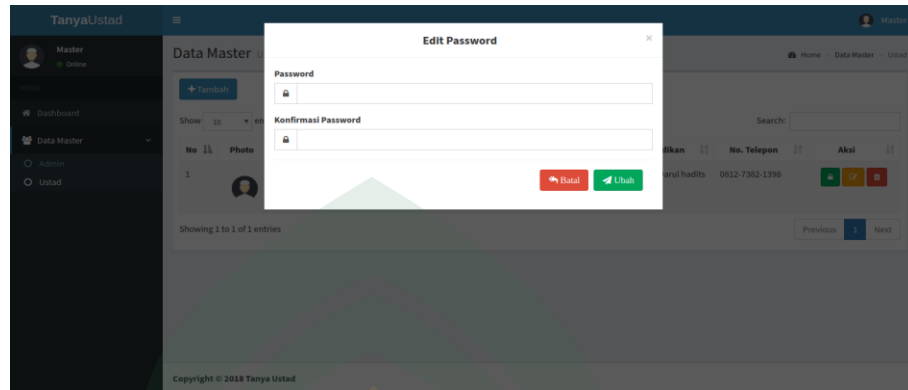 TanyaUstad
Master
Master
Online
MENU
Dashboard
Data Master
Admin
Ustad
Data Master
Home > Data Master > Ustad
Tambah
Show 10
Search:
No Photo No. Telepon Aksi
1 arul hadits 0812-7382-1398
Showing 1 to 1 of 1 entries
Previous 1 Next
Edit Password ×
Password
Konfirmasi Password
Batal Ubah
Copyright © 2018 Tanya Ustad